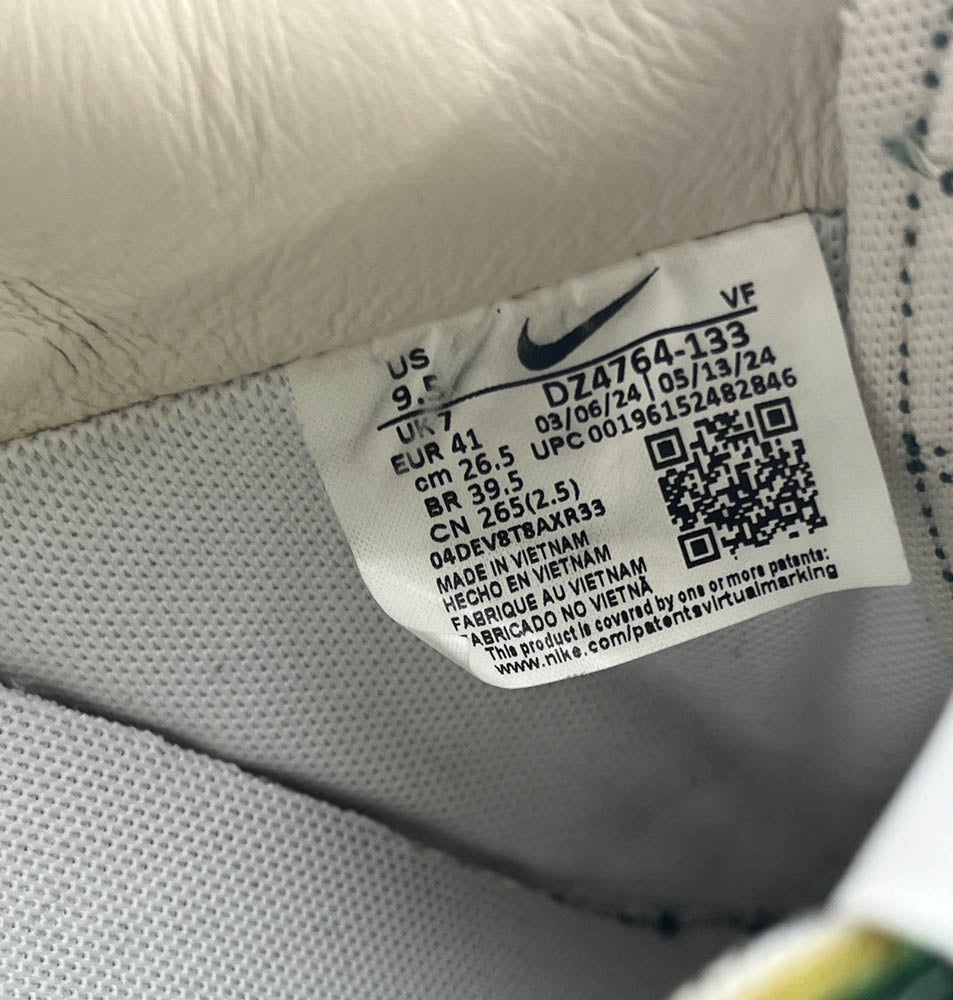 US
9.5
VF
DZ4764-133
UK 7
03/06/24 | 05/13/24
EUR 41
UPC 00196152482846
cm 26.5
BR 39.5
CN 265(2.5)
04DEV8T8AXR33
MADE IN VIETNAM
HECHO EN VIETNAM
FABRIQUE AU VIETNAM
FABRICADO NO VIETNÃ
This product is covered by one or more patents:
www.nike.com/patentsvirtualmarking